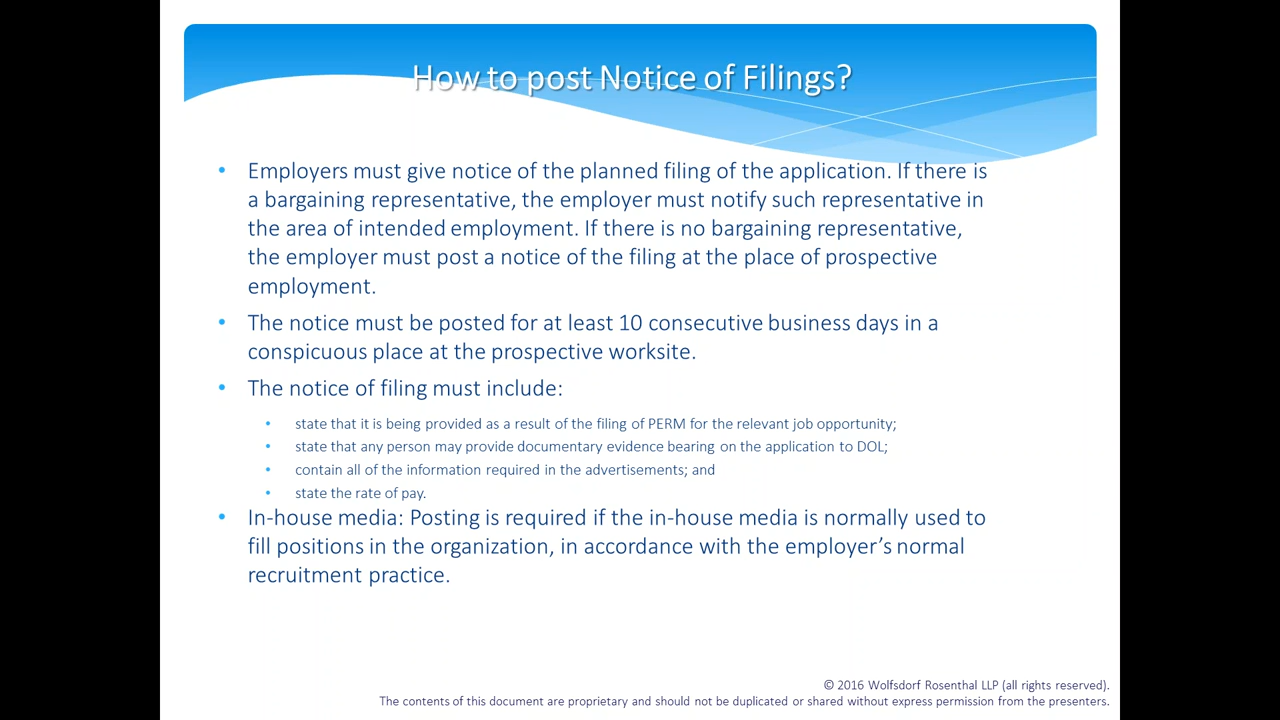 How to post Notice of Filings?
• Employers must give notice of the planned filing of the application. If there is
a bargaining representative, the employer must notify such representative in
the area of intended employment. If there is no bargaining representative,
the employer must post a notice of the filing at the place of prospective
employment.
• The notice must be posted for at least 10 consecutive business days in a
conspicuous place at the prospective worksite.
• The notice of filing must include:
• state that it is being provided as a result of the filing of PERM for the relevant job opportunity;
• state that any person may provide documentary evidence bearing on the application to DOL;
• contain all of the information required in the advertisements; and
• state the rate of pay.
• In-house media: Posting is required if the in-house media is normally used to
fill positions in the organization, in accordance with the employer’s normal
recruitment practice.
© 2016 Wolfsdorf Rosenthal LLP (all rights reserved).
The contents of this document are proprietary and should not be duplicated or shared without express permission from the presenters.